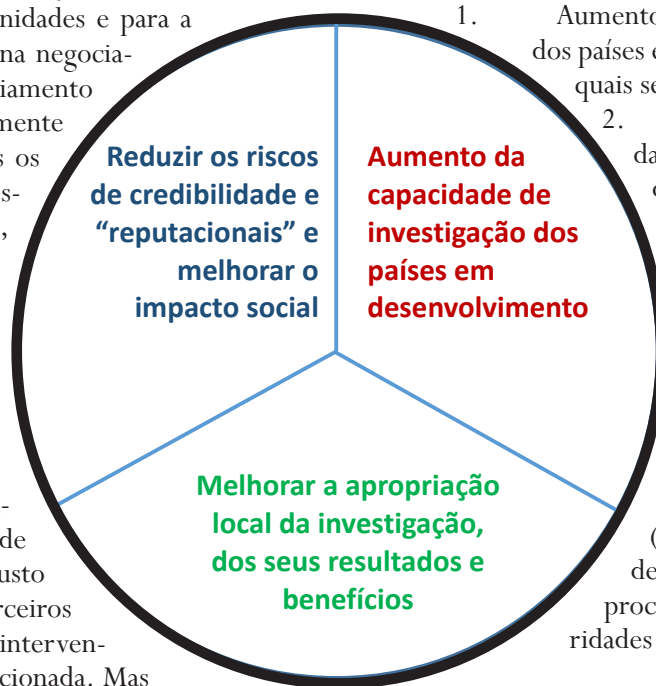 nidades e para a
na negocia-
iamento
mente
s os
s-
,
-
de
usto
rceiros
interven-
cionada. Mas
Reduzir os riscos
de credibilidade e
“reputacionais” e
melhorar o
impacto social
Aumento da
capacidade de
investigação dos
países em
desenvolvimento
Melhorar a apropriação
local da investigação,
dos seus resultados e
benefícios
1. Aumento
dos países e
quais se
2.
da
(
de
proc
ridades